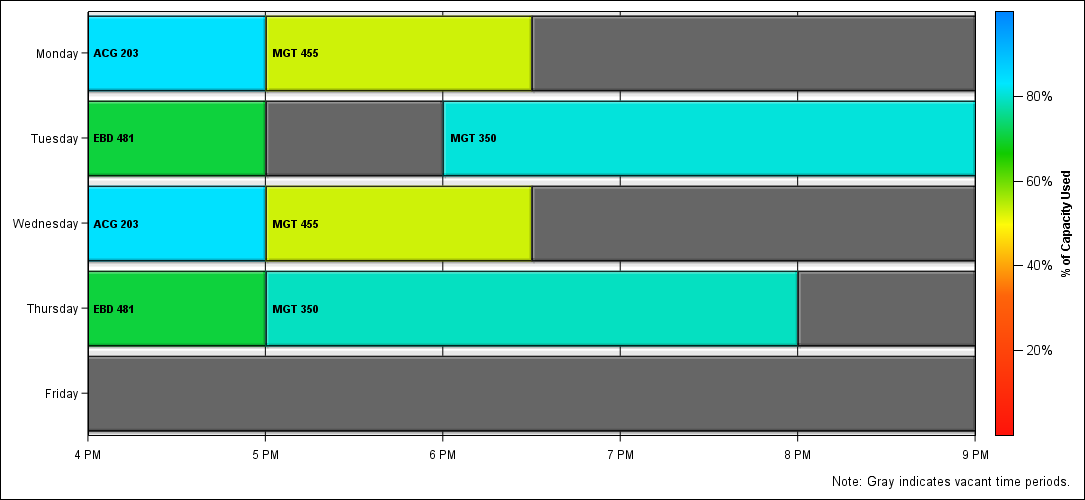 Monday
ACG 203
MGT 455
Tuesday
EBD 481
MGT 350
Wednesday
ACG 203
MGT 455
Thursday
EBD 481
MGT 350
Friday
4 PM
5 PM
6 PM
7 PM
8 PM
9 PM
80%
60%
40%
20%
% of Capacity Used
Note: Gray indicates vacant time periods.